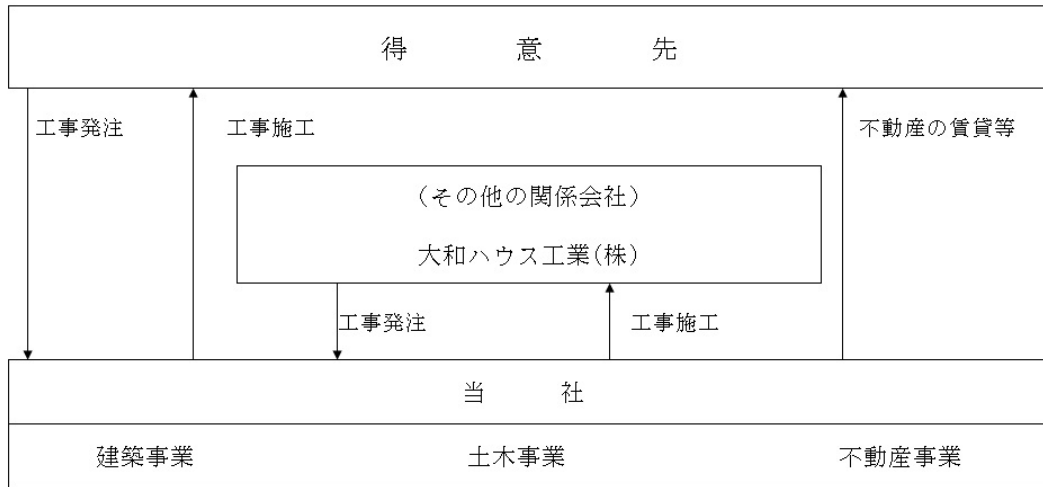 得意先
工事発注 工事施工 不動産の賃貸等
（その他の関係会社）
大和ハウス工業(株)
工事発注 工事施工
当社
建築事業 土木事業 不動産事業